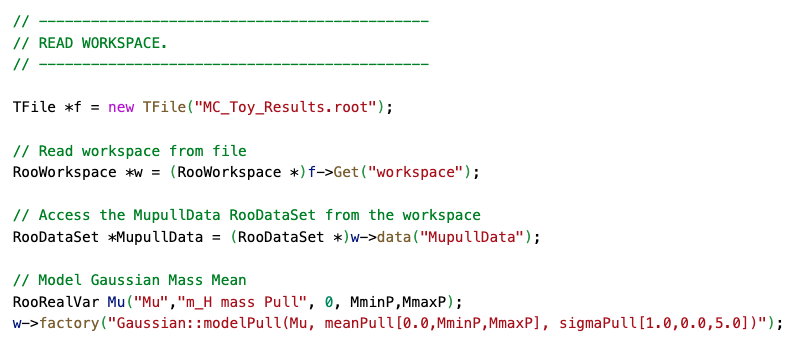 // ---------------------------------------------
// READ WORKSPACE.
// ---------------------------------------------
TFile *f = new TFile("MC_Toy_Results.root");
// Read workspace from file
RooWorkspace *w = (RooWorkspace *)f->Get("workspace");
// Access the MupullData RooDataSet from the workspace
RooDataSet *MupullData = (RooDataSet *)w->data("MupullData");
// Model Gaussian Mass Mean
RooRealVar Mu("Mu","m_H mass Pull", 0, MminP,MmaxP);
w->factory("Gaussian::modelPull(Mu, meanPull[0.0,MminP,MmaxP], sigmaPull[1.0,0.0,5.0])");